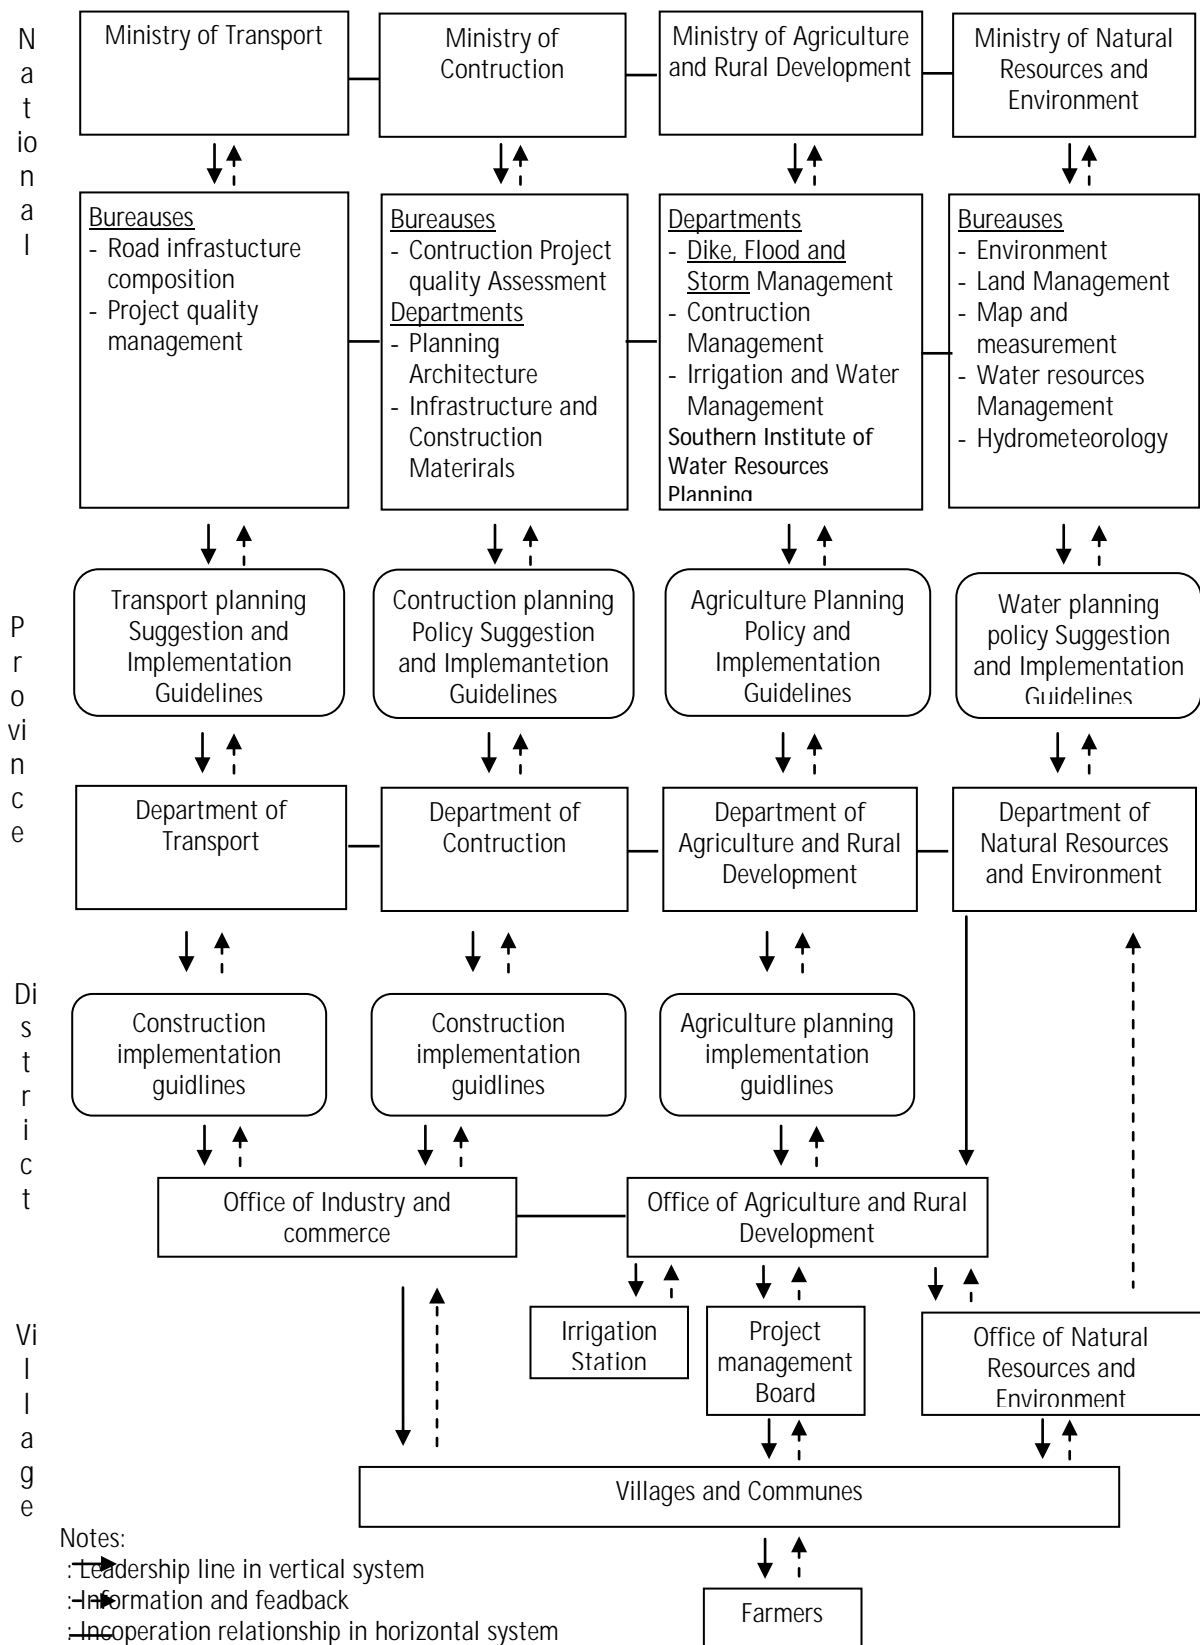 National
Ministry of Transport
Ministry of
Contruction
Ministry of Agriculture
and Rural Development
Ministry of Natural
Resources and
Environment
Bureauses
- Road infrastucture
composition
- Project quality
management
Bureauses
- Contruction Project
quality Assessment
Departments
- Planning
Architecture
- Infrastructure and
Construction
Materirals
Departments
- Dike, Flood and
Storm Management
- Contruction
Management
- Irrigation and Water
Management
Southern Institute of
Water Resources
Planning
Bureauses
- Environment
- Land Management
- Map and
measurement
- Water resources
Management
- Hydrometeorology
Province
Transport planning
Suggestion and
Implementation
Guidelines
Contruction planning
Policy Suggestion
and Implemantetion
Guidelines
Agriculture Planning
Policy and
Implementation
Guidelines
Water planning
policy Suggestion
and Implementation
Guidelines
Department of
Transport
Department of
Contruction
Department of
Agriculture and Rural
Development
Department of
Natural Resources
and Environment
District
Construction
implementation
guidlines
Construction
implementation
guidlines
Agriculture planning
implementation
guidlines
Office of Industry and
commerce
Office of Agriculture and Rural
Development
Village
Irrigation
Station
Project
management
Board
Office of Natural
Resources and
Environment
Villages and Communes
Farmers
Notes:
: Leadership line in vertical system
: Information and feadback
: Incoperation relationship in horizontal system